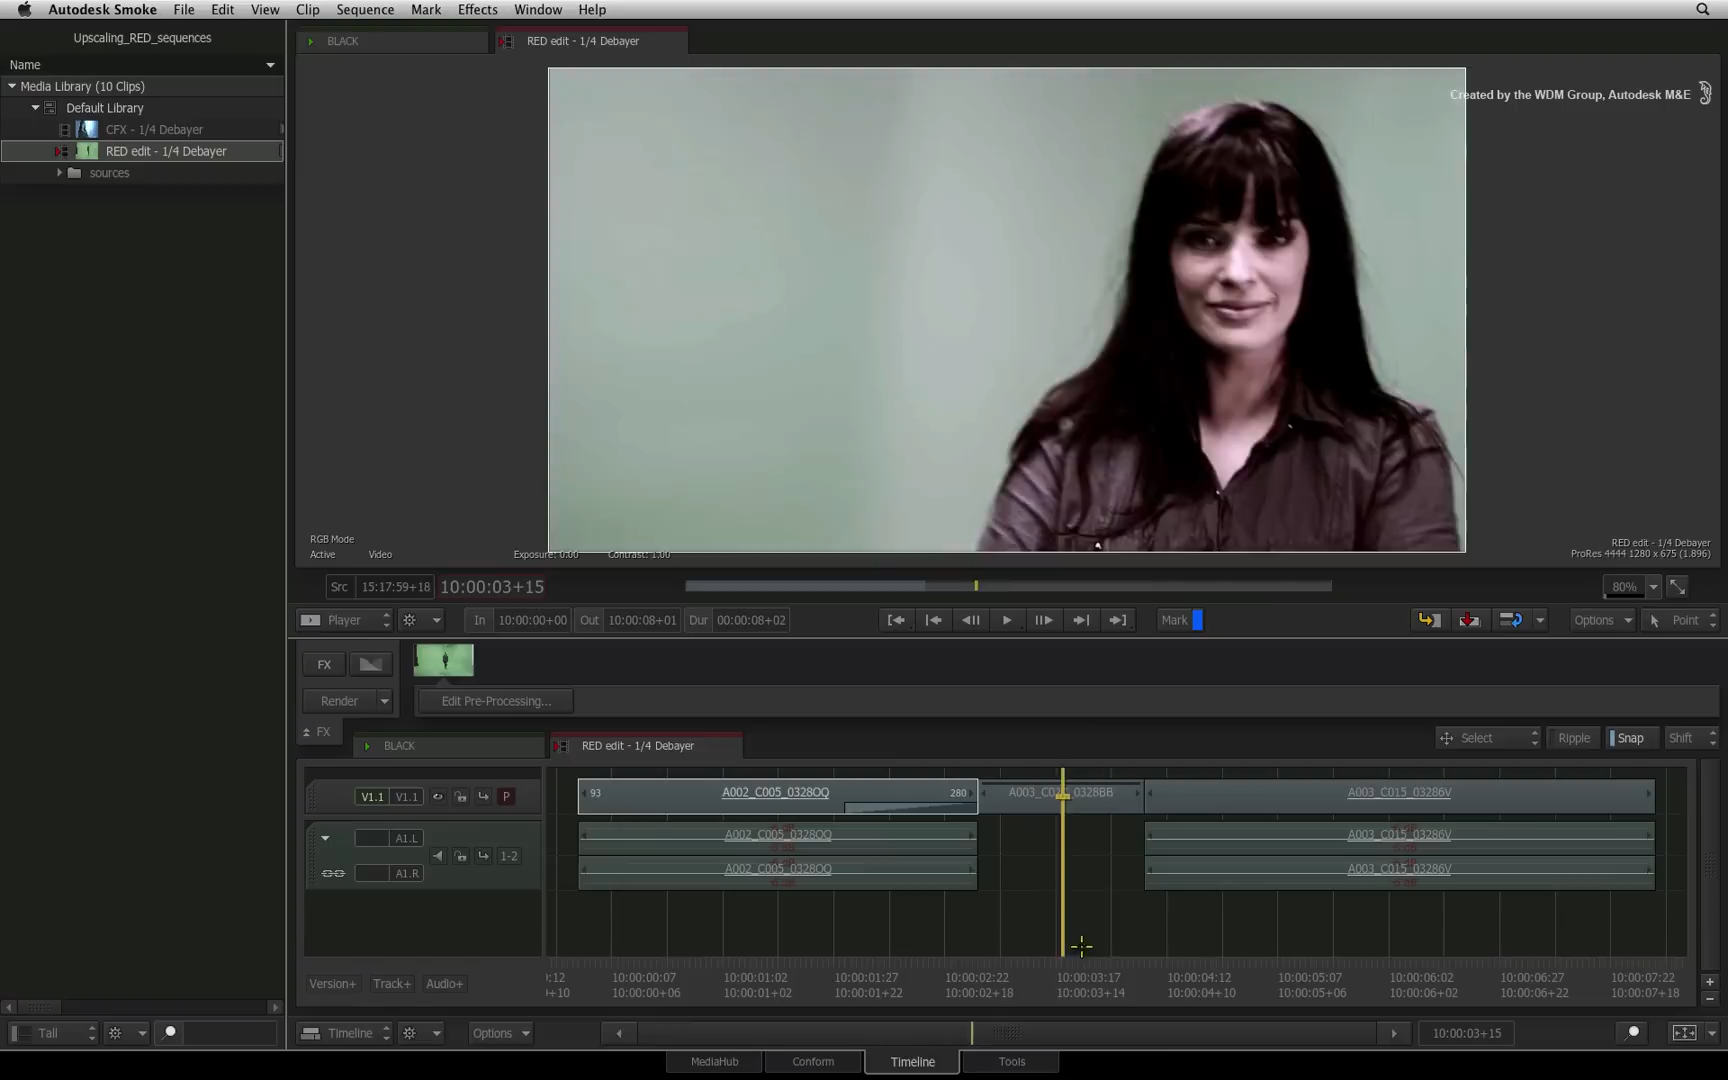 Autodesk Smoke File Edit View Clip Sequence Mark Effects Window Help
Upscaling_RED_sequences
BLACK
RED edit - 1/4 Debayer
Name
Media Library (10 Clips)
Default Library
CFX - 1/4 Debayer
RED edit - 1/4 Debayer
sources
Created by the WDM Group, Autodesk M&E
RGB Mode
Active Video Exposure: 0:00 Contrast: 1.00
RED edit - 1/4 Debayer
ProRes 4444 1280 x 675 (1.896)
Src 15:17:59+18 10:00:03+15
80%
Player In 10:00:00+00 Out 10:00:08+01 Dur 00:00:08+02
Mark
Options Point
FX
Render
Edit Pre-Processing...
FX
BLACK
RED edit - 1/4 Debayer
Select Ripple Snap Shift
V1.1 V1.1 P
93 A002_C005_0328OQ 280
A003_C015_03286V
A1.L
A002_C005_0328OQ
A003_C015_03286V
1-2
A1.R
A002_C005_0328OQ
A003_C015_03286V
Version+ Track+ Audio+
:12 10:00:00:07 10:00:01:02 10:00:01:27 10:00:02:22 10:00:03:17 10:00:04:12 10:00:05:07 10:00:06:02 10:00:06:27 10:00:07:22
+10 10:00:00+06 10:00:01+02 10:00:01+22 10:00:02+18 10:00:03+14 10:00:04+10 10:00:05+06 10:00:06+02 10:00:06+22 10:00:07+18
Tall
Timeline
Options
10:00:03+15
MediaHub Conform Timeline Tools